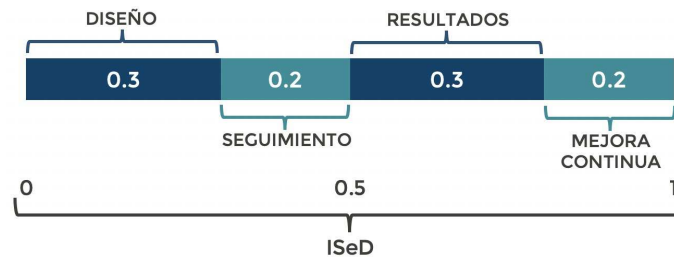 DISEÑO
RESULTADOS
0.3
0.2
0.3
0.2
SEGUIMIENTO
MEJORA
CONTINUA
0
0.5
1
ISeD